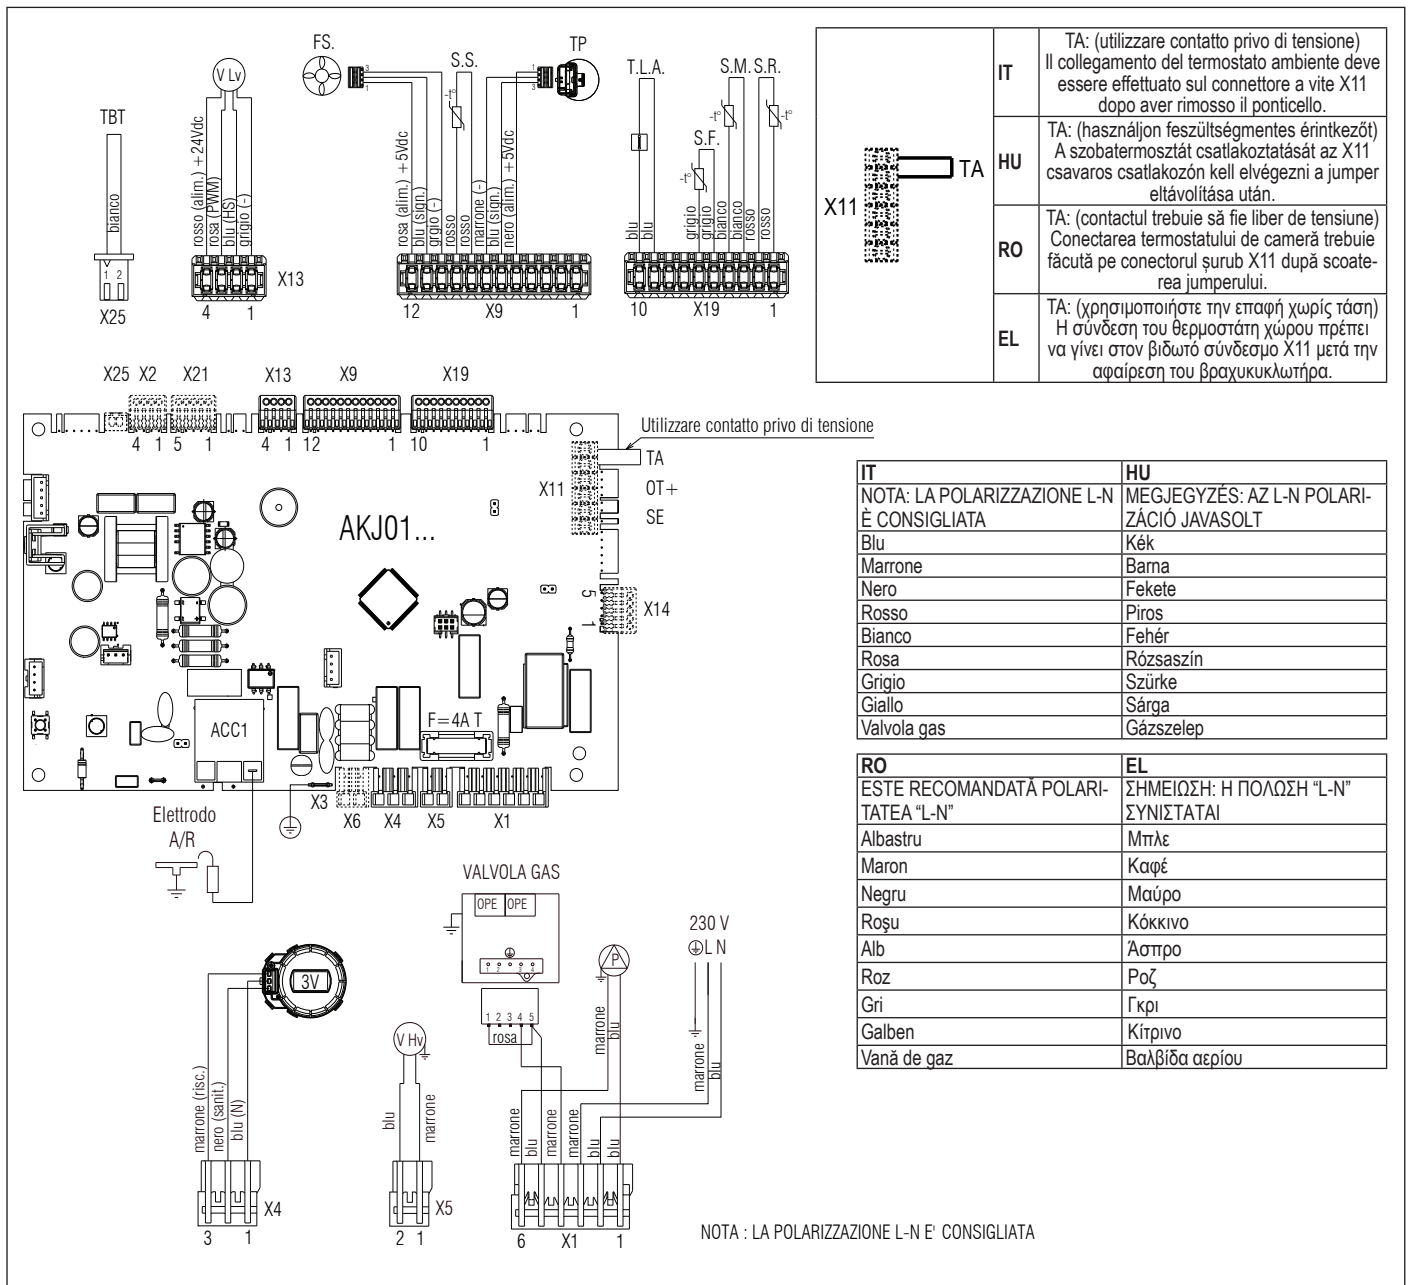 FS.
TP
V Lv
S.S.
T.L.A.
S.M.
S.R.
S.F.
-t°
-t°
-t°
-t°
TBT
bianco
rosso (alim.) +24Vdc
rosa (PWM)
blu (HS)
grigio (-)
3
1
1
3
rosa (alim.) +5Vdc
blu (sign.)
grgio (-)
rosso
rosso
marrone (-)
blu (sign.)
nero (alim.) +5Vdc
blu
blu
grigio
grigio
bianco
bianco
rosso
rosso
1 2
X25
X13
4 1
12 X9 1
10 X19 1
X11
TA
IT
TA: (utilizzare contatto privo di tensione)
Il collegamento del termostato ambiente deve
essere effettuato sul connettore a vite X11
dopo aver rimosso il ponticello.
HU
TA: (használjon feszültségmentes érintkezőt)
A szobatermosztát csatlakoztatását az X11
csavaros csatlakozón kell elvégezni a jumper
eltávolítása után.
RO
TA: (contactul trebuie să fie liber de tensiune)
Conectarea termostatului de cameră trebuie
făcută pe conectorul șurub X11 după scoate-
rea jumperului.
EL
TA: (χρησιμοποιήστε την επαφή χωρίς τάση)
Η σύνδεση του θερμοστάτη χώρου πρέπει
να γίνει στον βιδωτό σύνδεσμο X11 μετά την
αφαίρεση του βραχυκυκλωτήρα.
X25 X2 X21 X13 X9 X19
4 1 5 1 4 1 12 1 10 1
Utilizzare contatto privo di tensione
TA
X11
OT+
SE
AKJ01...
5
1
X14
ACC1
F=4A T
X3
X6
X4
X5
X1
Elettrodo
A/R
IT HU
NOTA: LA POLARIZZAZIONE L-N
È CONSIGLIATA
MEGJEGYZÉS: AZ L-N POLARI-
ZÁCIÓ JAVASOLT
Blu Kék
Marrone Barna
Nero Fekete
Rosso Piros
Bianco Fehér
Rosa Rózsaszín
Grigio Szürke
Giallo Sárga
Valvola gas Gázszelep
RO EL
ESTE RECOMANDATĂ POLARI-
TATEA “L-N”
ΣΗΜΕΙΩΣΗ: Η ΠΟΛΩΣΗ “L-N”
ΣΥΝΙΣΤΑΤΑΙ
Albastru Μπλε
Maron Καφέ
Negru Μαύρο
Roşu Κόκκινο
Alb Άσπρο
Roz Ροζ
Gri Γκρι
Galben Κίτρινο
Vană de gaz Βαλβίδα αερίου
VALVOLA GAS
OPE OPE
1 2 3 4
1 2 3 4 5
rosa
P
marrone
blu
230 V
L N
marrone
blu
3V
marrone (risc.)
nero (sanit.)
blu (N)
X4
3 1
V Hv
blu
marrone
X5
2 1
marrone
blu
marrone
marrone
blu
blu
6 X1 1
NOTA : LA POLARIZZAZIONE L-N E' CONSIGLIATA